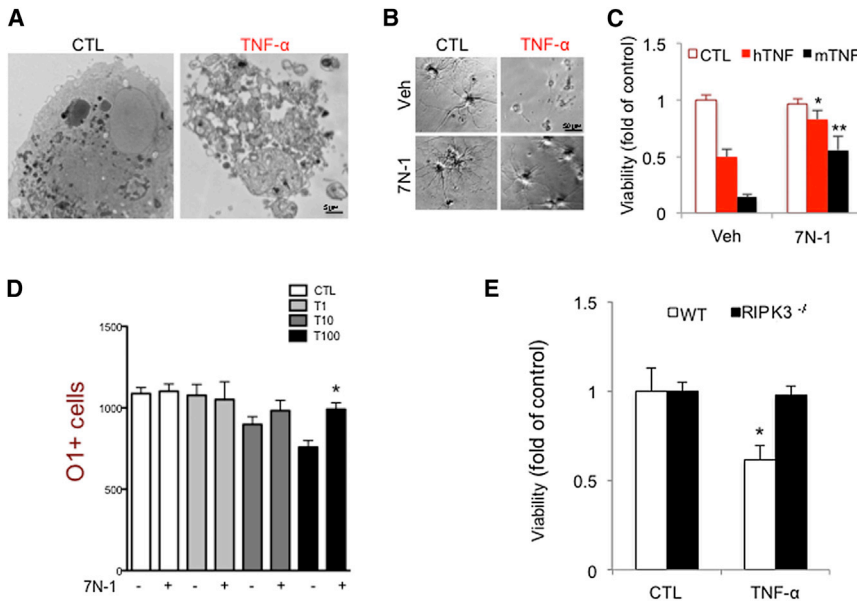 A
CTL
TNF-α
5μm
B
CTL
TNF-α
Veh
7N-1
50μm
C
CTL hTNF mTNF
Viability (fold of control)
1.5
1
0.5
0
*
**
Veh
7N-1
D
CTL
T1
T10
T100
O1+ cells
1500
1000
500
0
*
7N-1 - + - + - + - +
E
WT RIPK3 -/-
Viability (fold of control)
1.5
1
0.5
0
*
CTL
TNF-α